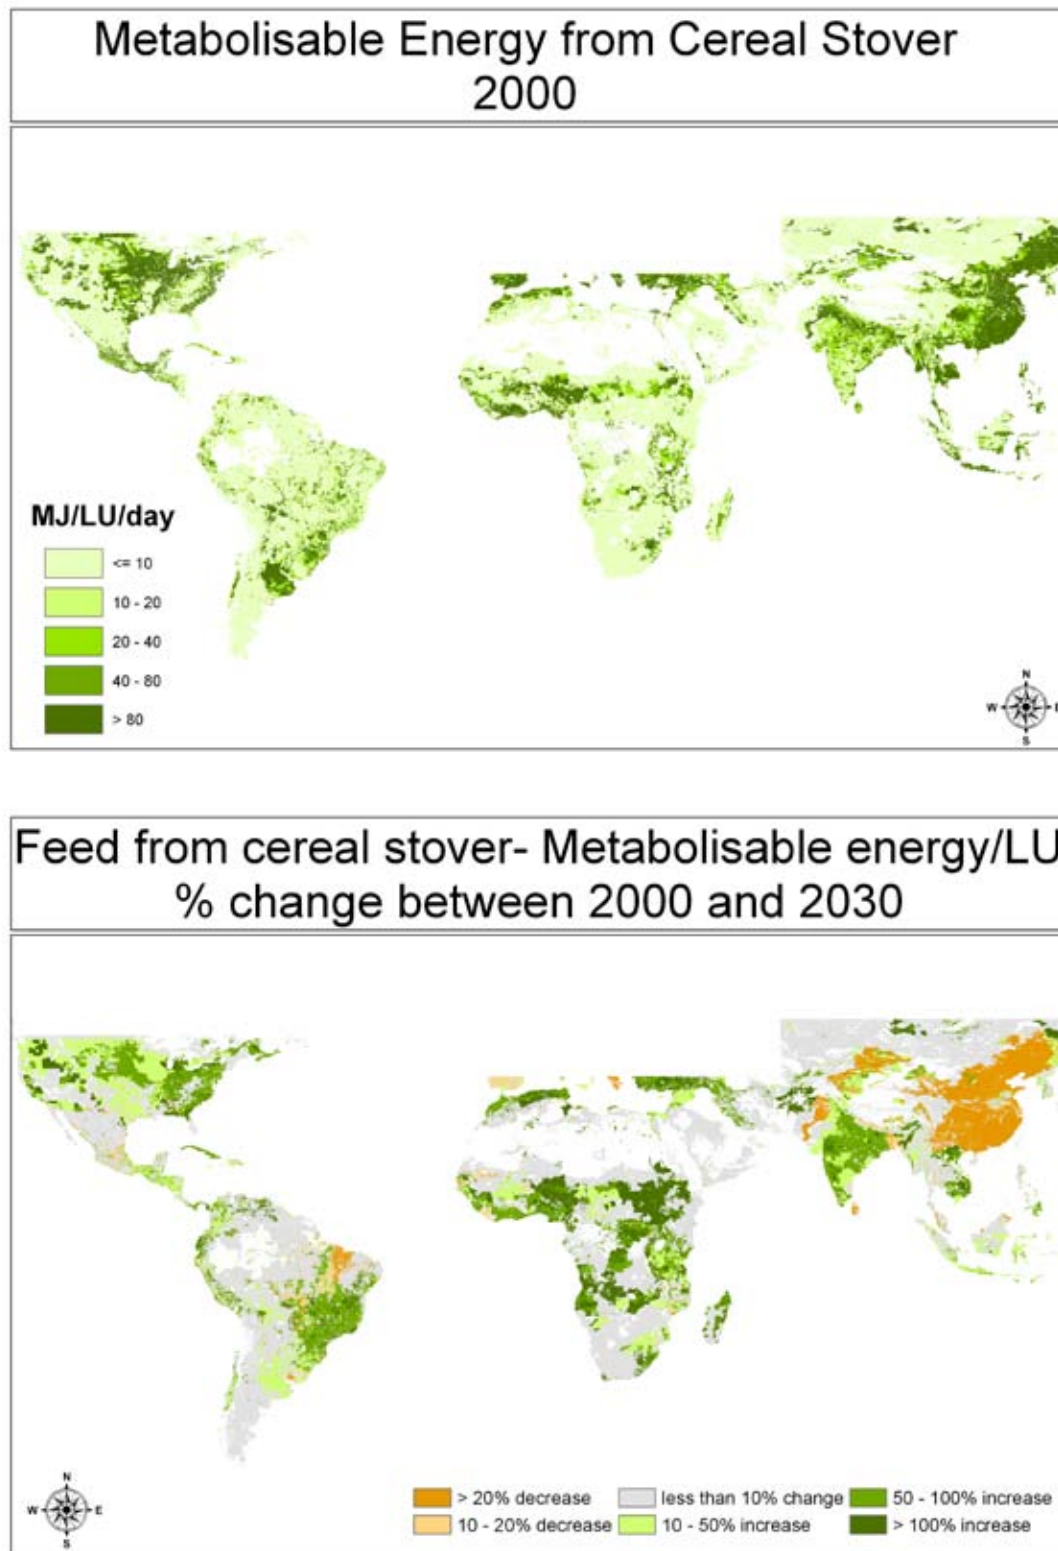 Metabolisable Energy from Cereal Stover
2000
MJ/LU/day
<= 10
10 - 20
20 - 40
40 - 80
> 80
N
W
E
S
Feed from cereal stover- Metabolisable energy/LU
% change between 2000 and 2030
N
W
E
S
> 20% decrease
less than 10% change
50 - 100% increase
10 - 20% decrease
10 - 50% increase
> 100% increase